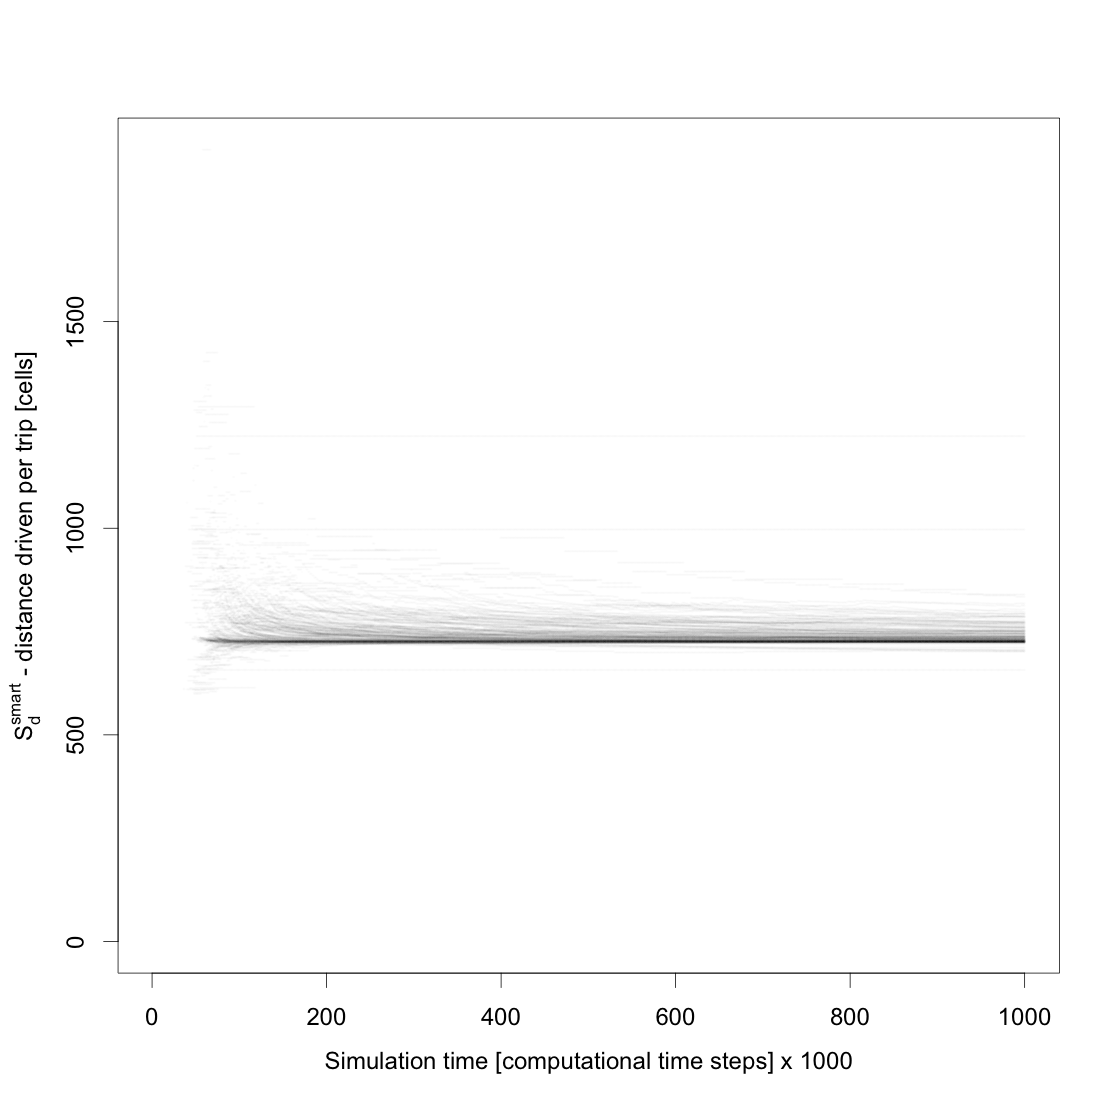 S_d^smart - distance driven per trip [cells]
1500
1000
500
0
0 200 400 600 800 1000
Simulation time [computational time steps] x 1000